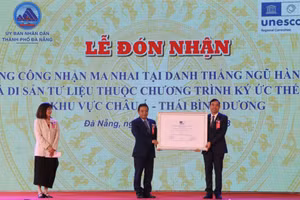 ỦY BAN NHÂN DÂN
THÀNH PHỐ ĐÀ NẴNG
unesco
LỄ ĐÓN NHẬN
NG CÔNG NHẬN MA NHAI TẠI DANH THẮNG NGŨ HÀN
DI SẢN TƯ LIỆU THUỘC CHƯƠNG TRÌNH KÝ ỨC THẾ
KHU VỰC CHÂU - THÁI BÌNH DƯƠNG
Đà Nẵng,